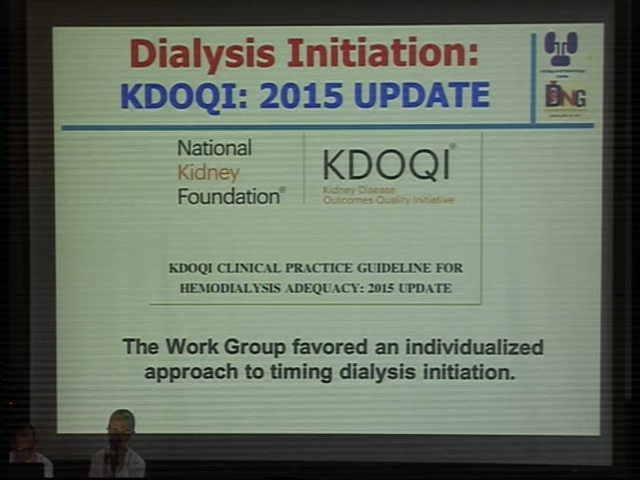 Dialysis Initiation:
KDOQI: 2015 UPDATE
DNG
National
Kidney
Foundation®
KDOQI®
Kidney Disease
Outcomes Quality Initiative
KDOQI CLINICAL PRACTICE GUIDELINE FOR
HEMODIALYSIS ADEQUACY: 2015 UPDATE
The Work Group favored an individualized
approach to timing dialysis initiation.